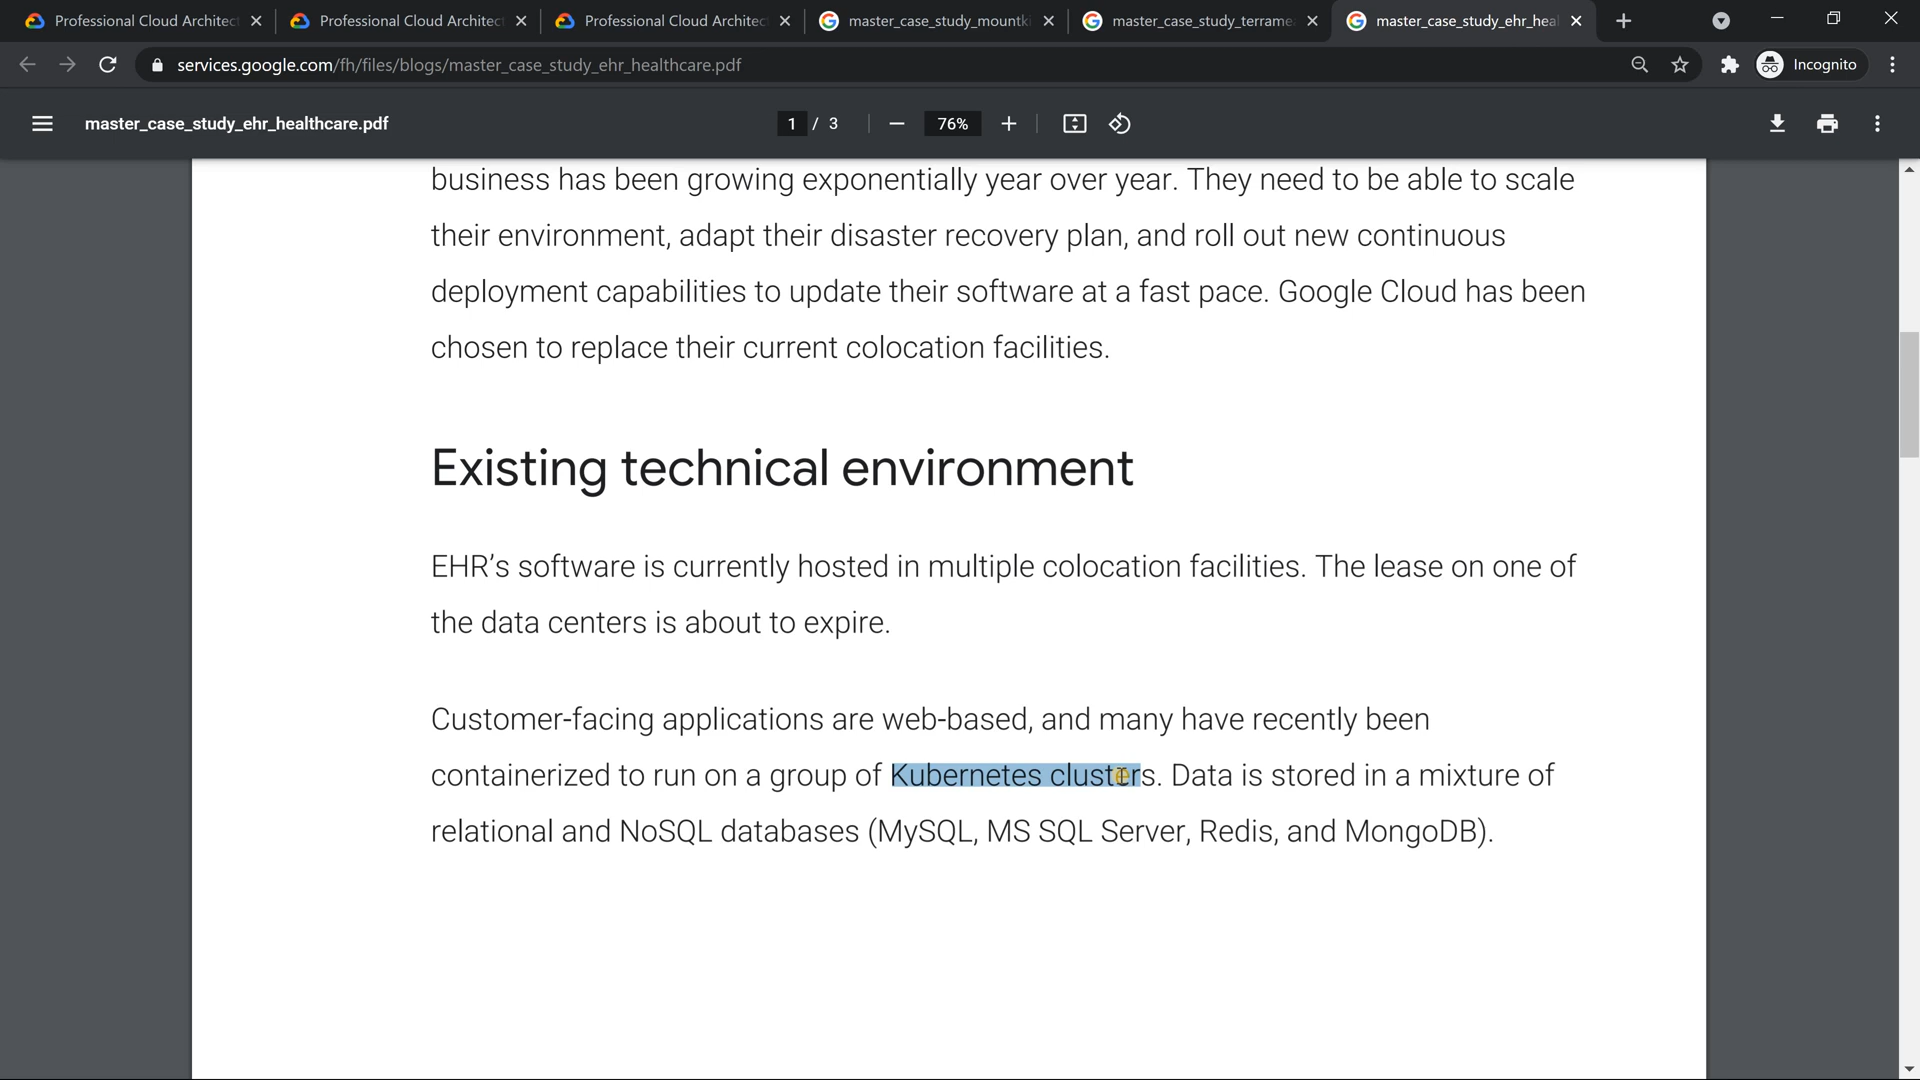 Professional Cloud Architect
Professional Cloud Architect
Professional Cloud Architect
master_case_study_mountki
master_case_study_terrame
master_case_study_ehr_heal
services.google.com/fh/files/blogs/master_case_study_ehr_healthcare.pdf
Incognito
master_case_study_ehr_healthcare.pdf
1 / 3
76%
business has been growing exponentially year over year. They need to be able to scale
their environment, adapt their disaster recovery plan, and roll out new continuous
deployment capabilities to update their software at a fast pace. Google Cloud has been
chosen to replace their current colocation facilities.
Existing technical environment
EHR’s software is currently hosted in multiple colocation facilities. The lease on one of
the data centers is about to expire.
Customer-facing applications are web-based, and many have recently been
containerized to run on a group of Kubernetes clusters. Data is stored in a mixture of
relational and NoSQL databases (MySQL, MS SQL Server, Redis, and MongoDB).